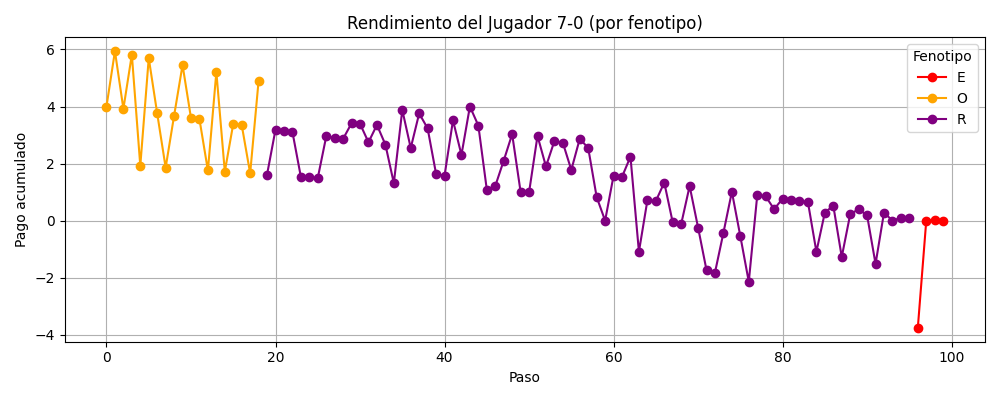 Rendimiento del Jugador 7-0 (por fenotipo)
Pago acumulado
6
4
2
0
−2
−4
0
20
40
60
80
100
Paso
Fenotipo
E
O
R